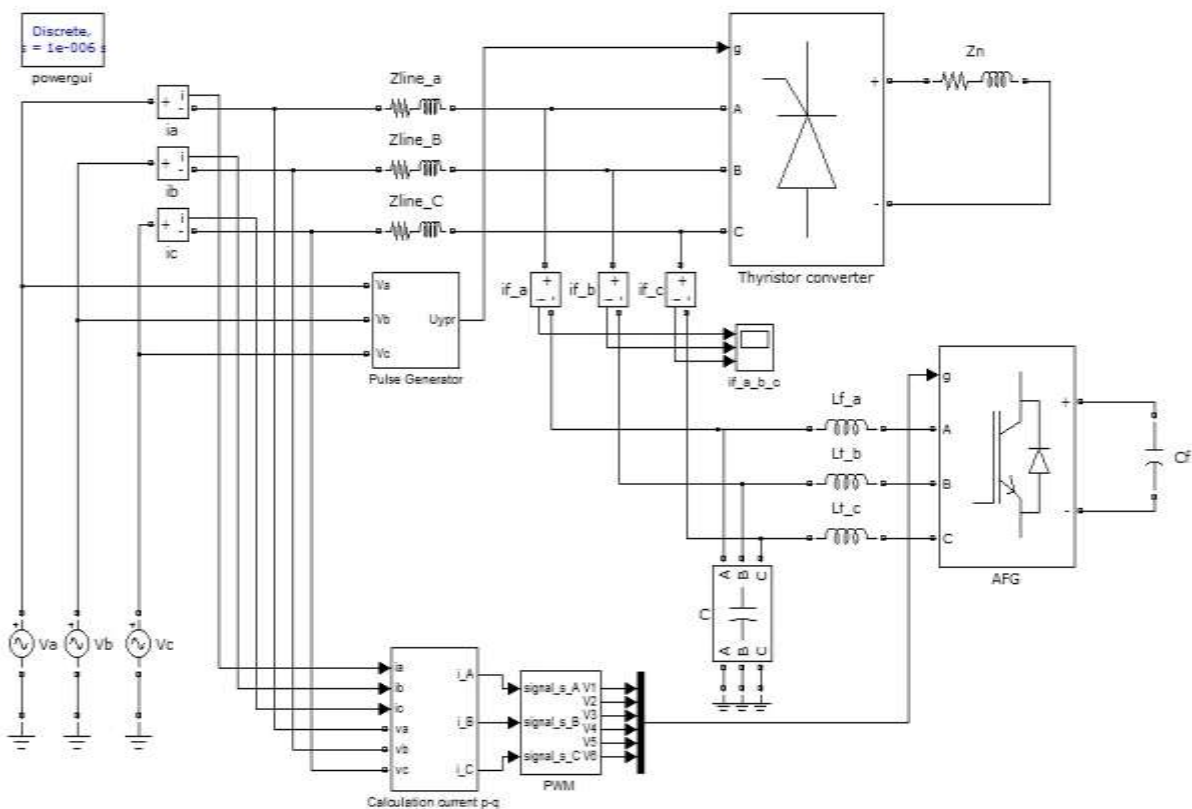 Discrete,
s = 1e-006 s
powergui
i
-
+
ia
i
-
+
ib
i
-
+
ic
Zline_a
Zline_B
Zline_C
g
A
B
C
+
-
Thyristor converter
Zn
Va
Vb
Vc
Uypr
Pulse Generator
if_a
+
-
if_b
+
-
if_c
+
-
if_a_b_c
Lf_a
Lf_b
Lf_c
g
A
B
C
+
-
AFG
Cf
A B C
C
A B C
+
Va
+
Vb
+
Vc
ia
ib
ic
va
vb
vc
i_A
i_B
i_C
Calculation current p-q
signal_s_A
signal_s_B
signal_s_C
V1
V2
V3
V4
V5
V6
PWM